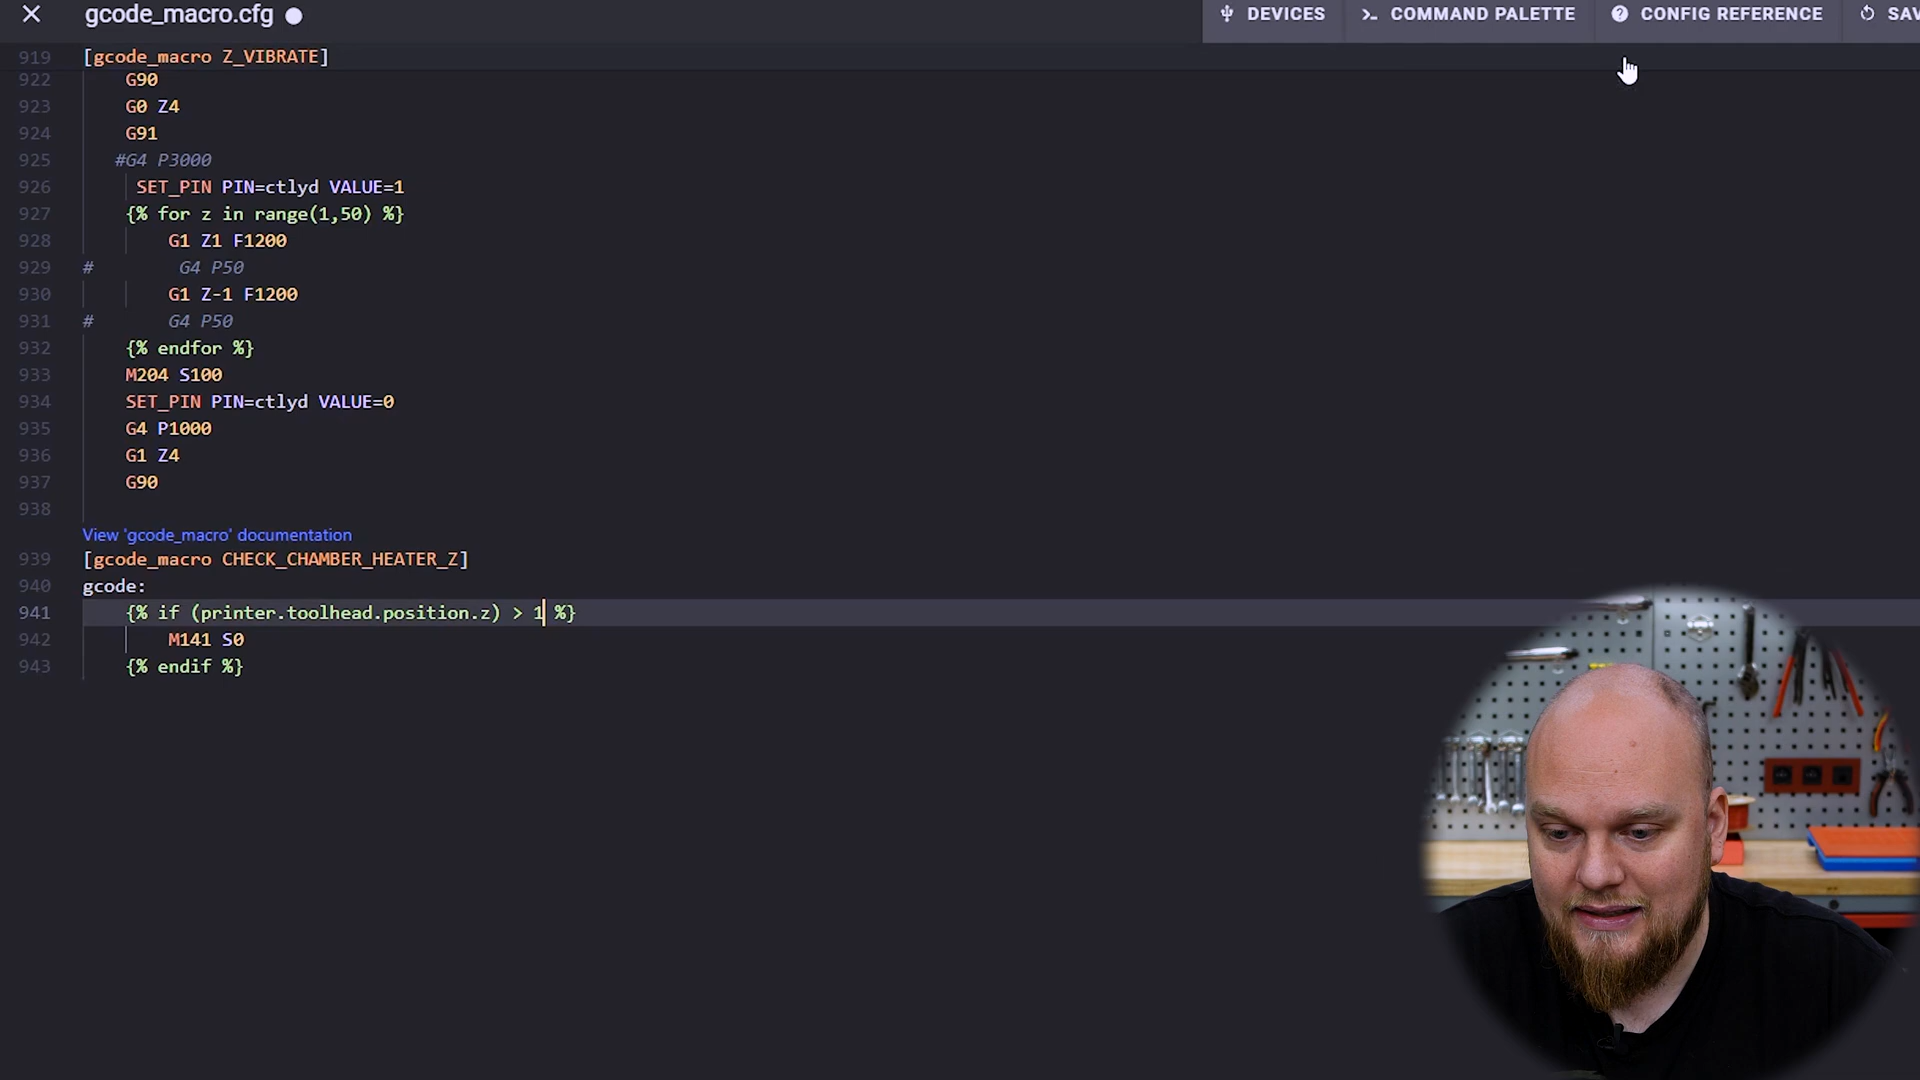 gcode_macro.cfg
DEVICES
COMMAND PALETTE
CONFIG REFERENCE
SAV
919 [gcode_macro Z_VIBRATE]
922 G90
923 G0 Z4
924 G91
925 #G4 P3000
926 SET_PIN PIN=ctlyd VALUE=1
927 {% for z in range(1,50) %}
928 G1 Z1 F1200
929 # G4 P50
930 G1 Z-1 F1200
931 # G4 P50
932 {% endfor %}
933 M204 S100
934 SET_PIN PIN=ctlyd VALUE=0
935 G4 P1000
936 G1 Z4
937 G90
938
View 'gcode_macro' documentation
939 [gcode_macro CHECK_CHAMBER_HEATER_Z]
940 gcode:
941 {% if (printer.toolhead.position.z) > 1 %}
942 M141 S0
943 {% endif %}